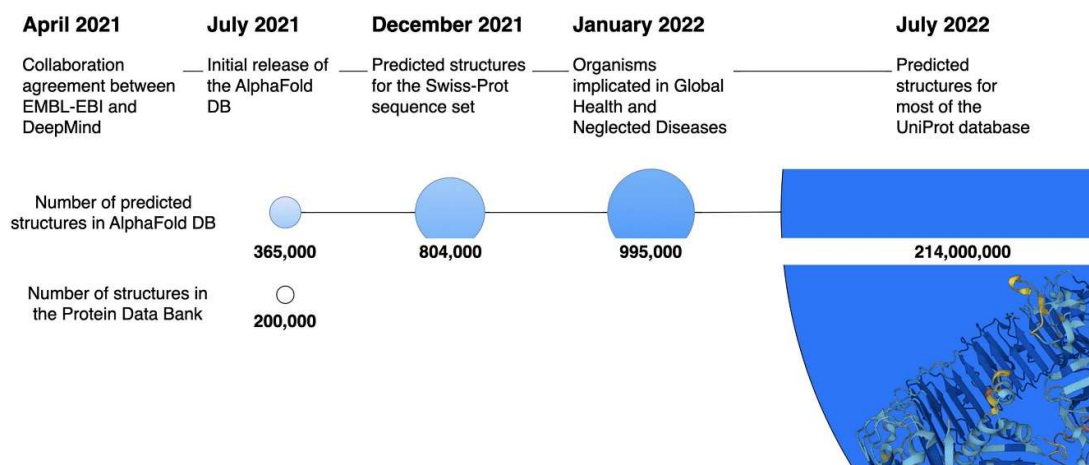 April 2021
Collaboration
agreement between
EMBL-EBI and
DeepMind
July 2021
Initial release of
the AlphaFold
DB
December 2021
Predicted structures
for the Swiss-Prot
sequence set
January 2022
Organisms
implicated in Global
Health and
Neglected Diseases
July 2022
Predicted
structures for
most of the
UniProt database
Number of predicted
structures in AlphaFold DB
365,000
804,000
995,000
214,000,000
Number of structures in
the Protein Data Bank
200,000